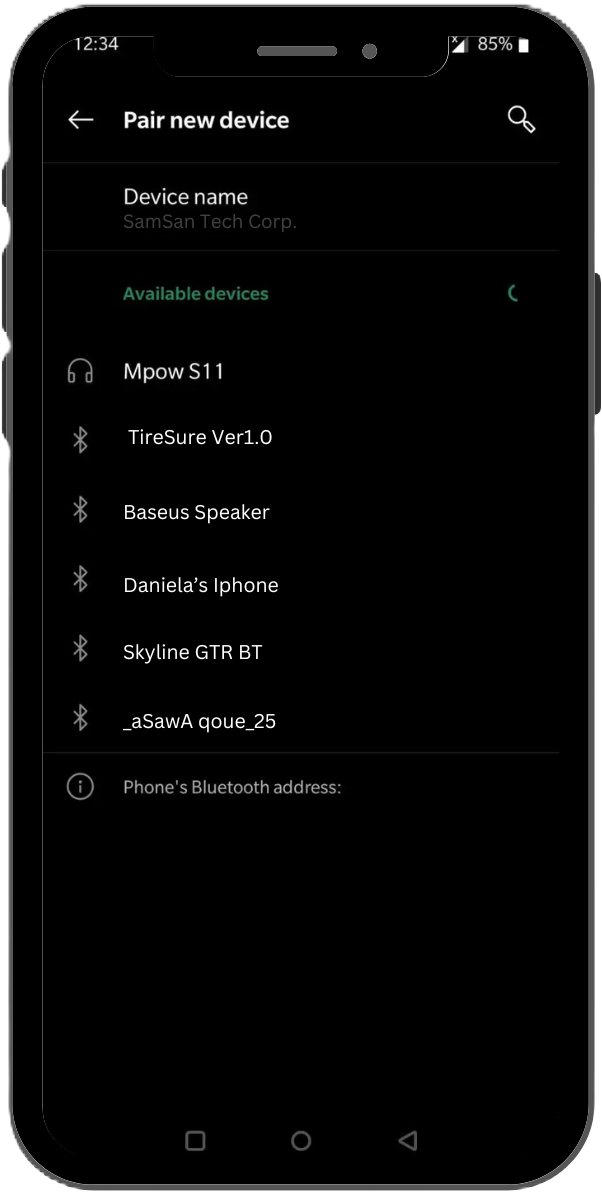 12:34
85%
Pair new device
Device name
SamSan Tech Corp.
Available devices
Mpow S11
TireSure Ver1.0
Baseus Speaker
Daniela’s Iphone
Skyline GTR BT
_aSawA qoue_25
Phone's Bluetooth address: